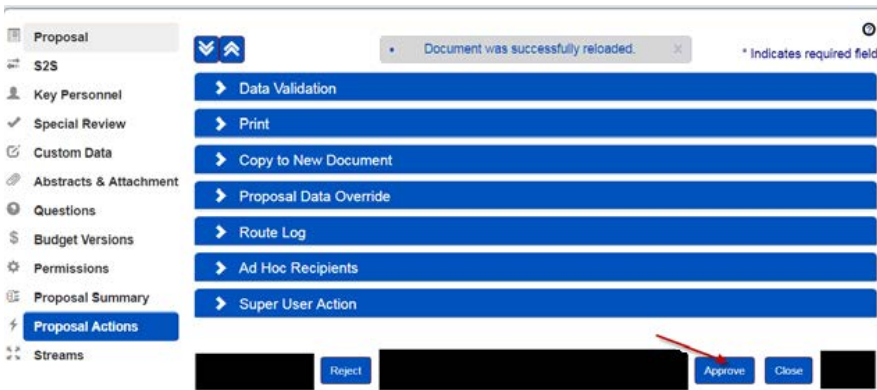 Proposal
S2S
Key Personnel
Special Review
Custom Data
Abstracts & Attachment
Questions
Budget Versions
Permissions
Proposal Summary
Proposal Actions
Streams
• Document was successfully reloaded. ×
* Indicates required field
Data Validation
Print
Copy to New Document
Proposal Data Override
Route Log
Ad Hoc Recipients
Super User Action
Reject Approve Close